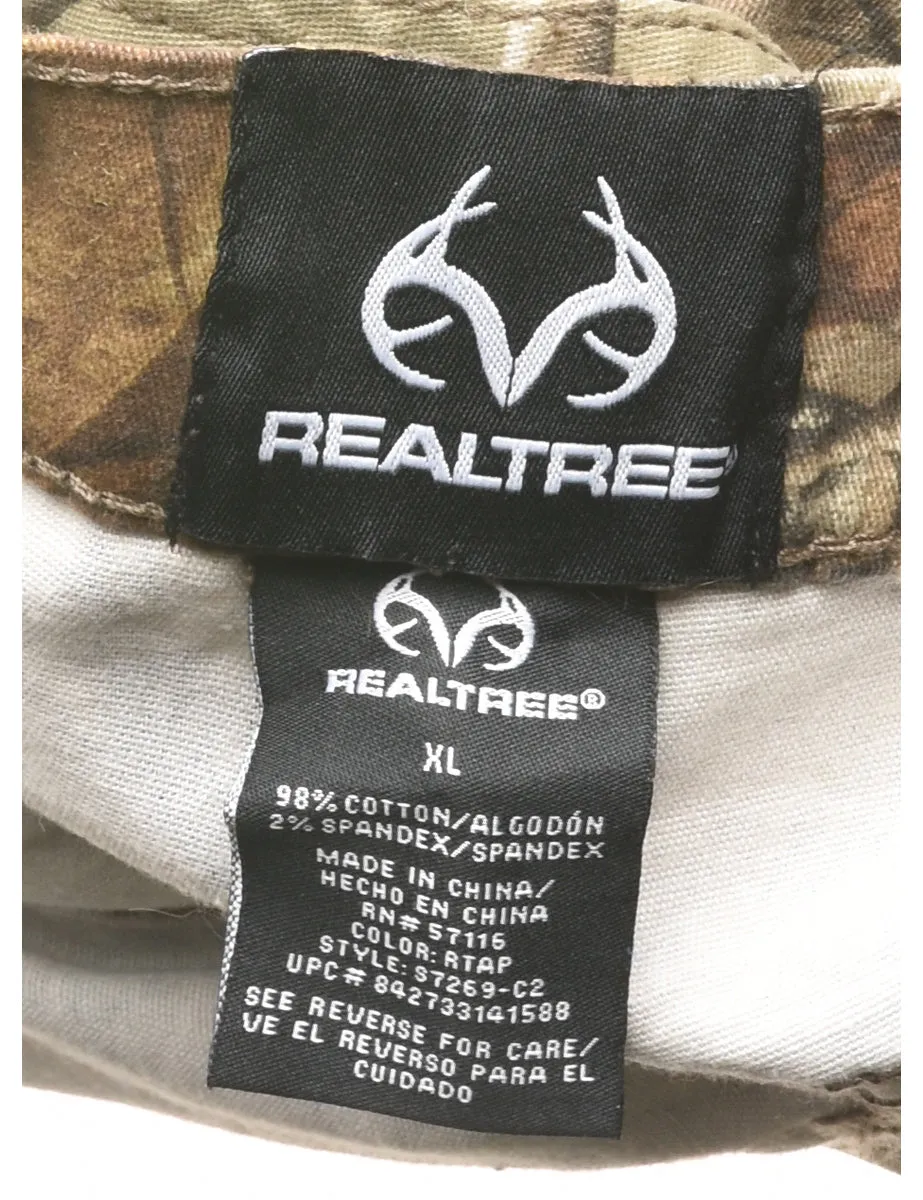 REALTREE
REALTREE®
XL
98% COTTON/ALGODÓN
2% SPANDEX/SPANDEX
MADE IN CHINA/
HECHO EN CHINA
RN# 57116
COLOR: RTAP
STYLE: S7269-C2
UPC# 842733141588
SEE REVERSE FOR CARE/
VE EL REVERSO PARA EL
CUIDADO